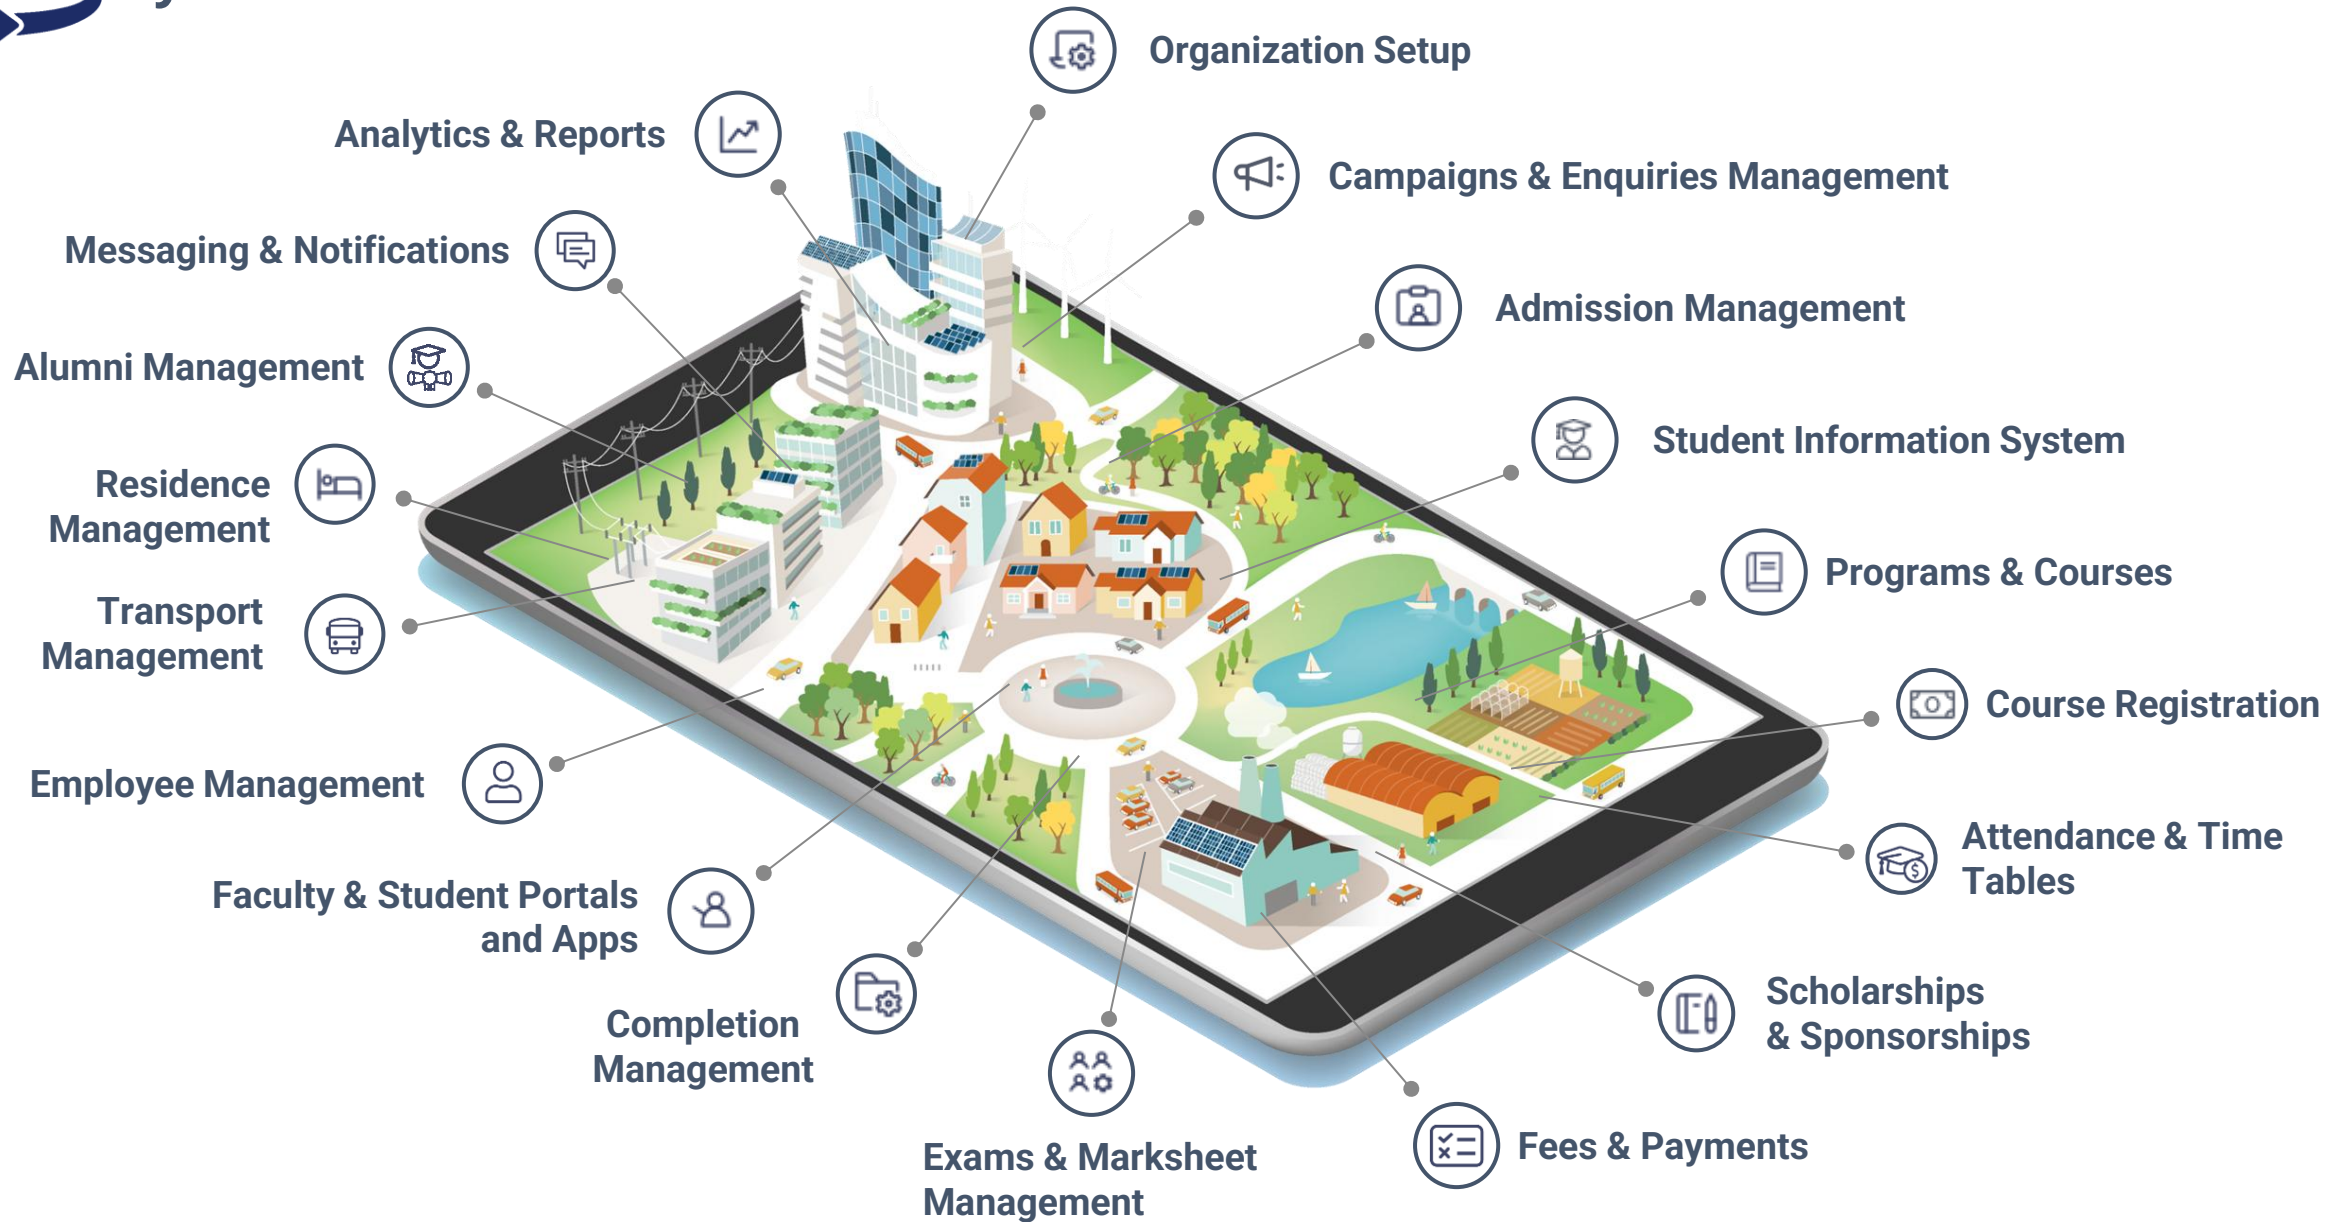 Organization Setup
Analytics & Reports
Campaigns & Enquiries Management
Messaging & Notifications
Admission Management
Alumni Management
Student Information System
Residence
Management
Programs & Courses
Transport
Management
Course Registration
Employee Management
Attendance & Time
Tables
Faculty & Student Portals
and Apps
Scholarships
& Sponsorships
Completion
Management
Fees & Payments
Exams & Marksheet
Management